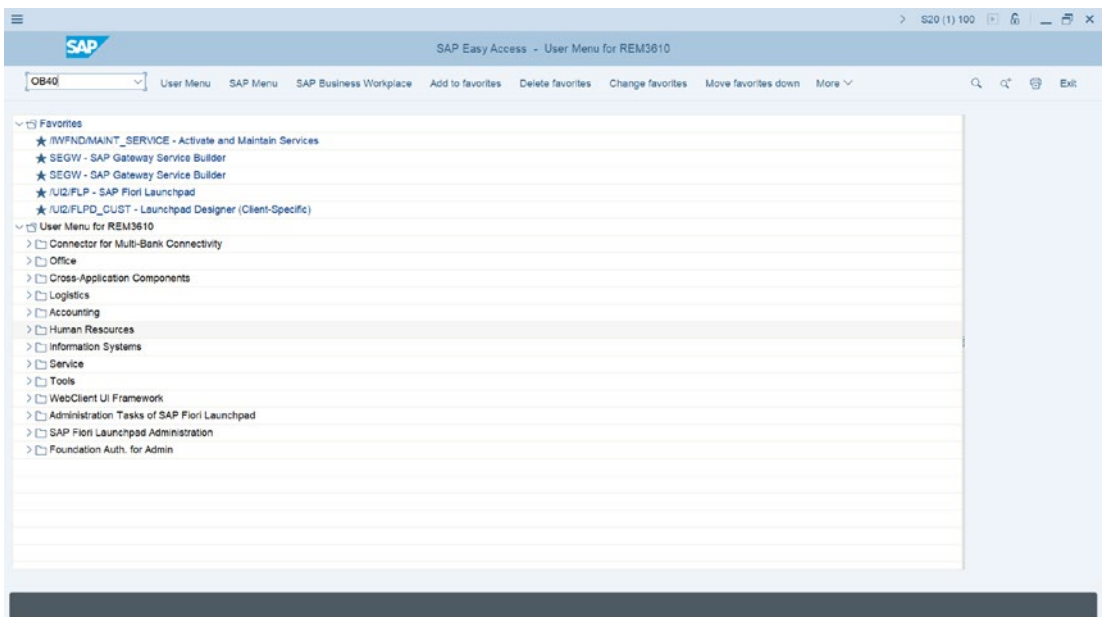 S20 (1) 100
SAP
SAP Easy Access - User Menu for REM3610
OB40 User Menu SAP Menu SAP Business Workplace Add to favorites Delete favorites Change favorites Move favorites down More Exit
Favorites
/IWFND/MAINT_SERVICE - Activate and Maintain Services
SEGW - SAP Gateway Service Builder
SEGW - SAP Gateway Service Builder
/UI2/FLP - SAP Fiori Launchpad
/UI2/FLPD_CUST - Launchpad Designer (Client-Specific)
User Menu for REM3610
Connector for Multi-Bank Connectivity
Office
Cross-Application Components
Logistics
Accounting
Human Resources
Information Systems
Service
Tools
WebClient UI Framework
Administration Tasks of SAP Fiori Launchpad
SAP Fiori Launchpad Administration
Foundation Auth. for Admin